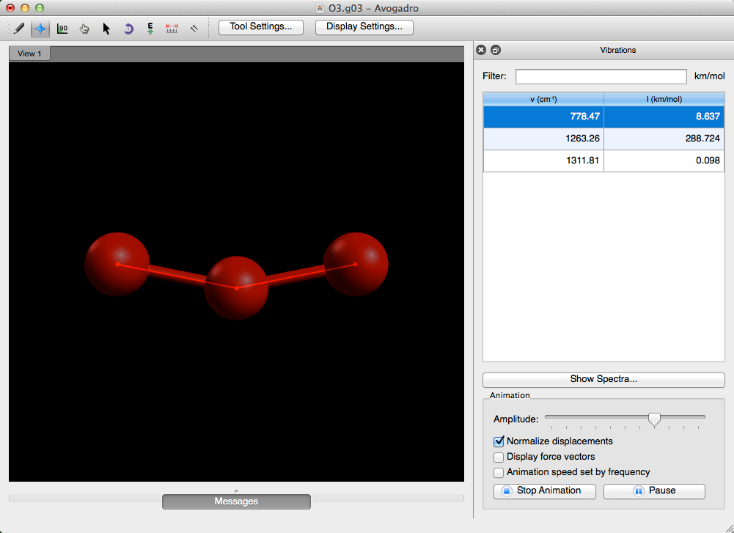 O3.g03 – Avogadro
90
E
Tool Settings...
Display Settings...
View 1
Vibrations
Filter:
km/mol
v (cm⁻¹)
I (km/mol)
778.47
8.637
1263.26
288.724
1311.81
0.098
Show Spectra...
Animation
Amplitude:
Normalize displacements
Display force vectors
Animation speed set by frequency
Stop Animation
Pause
Messages